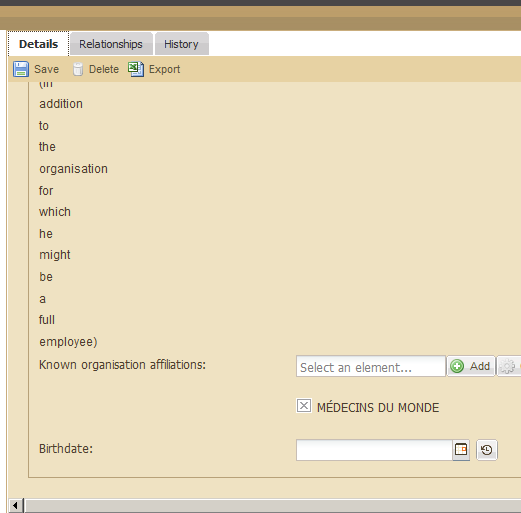 Details Relationships History
Save Delete Export
(in
addition
to
the
organisation
for
which
he
might
be
a
full
employee)
Known organisation affiliations: Select an element... Add
MÉDECINS DU MONDE
Birthdate: